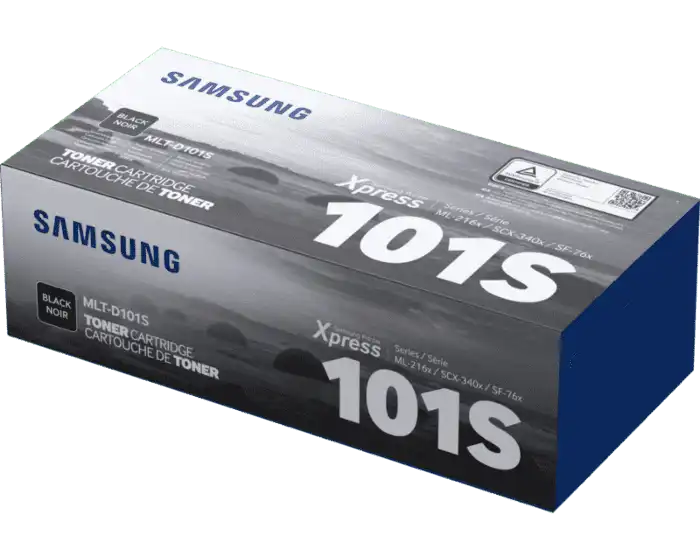 SAMSUNG
BLACK
NOIR
MLT-D101S
TONER CARTRIDGE
CARTOUCHE DE TONER
Xpress
Series / Série
ML-216x / SCX-340x / SF-76x
101S
SAMSUNG
BLACK
NOIR
MLT-D101S
TONER CARTRIDGE
CARTOUCHE DE TONER
Xpress
Series / Série
ML-216x / SCX-340x / SF-76x
101S